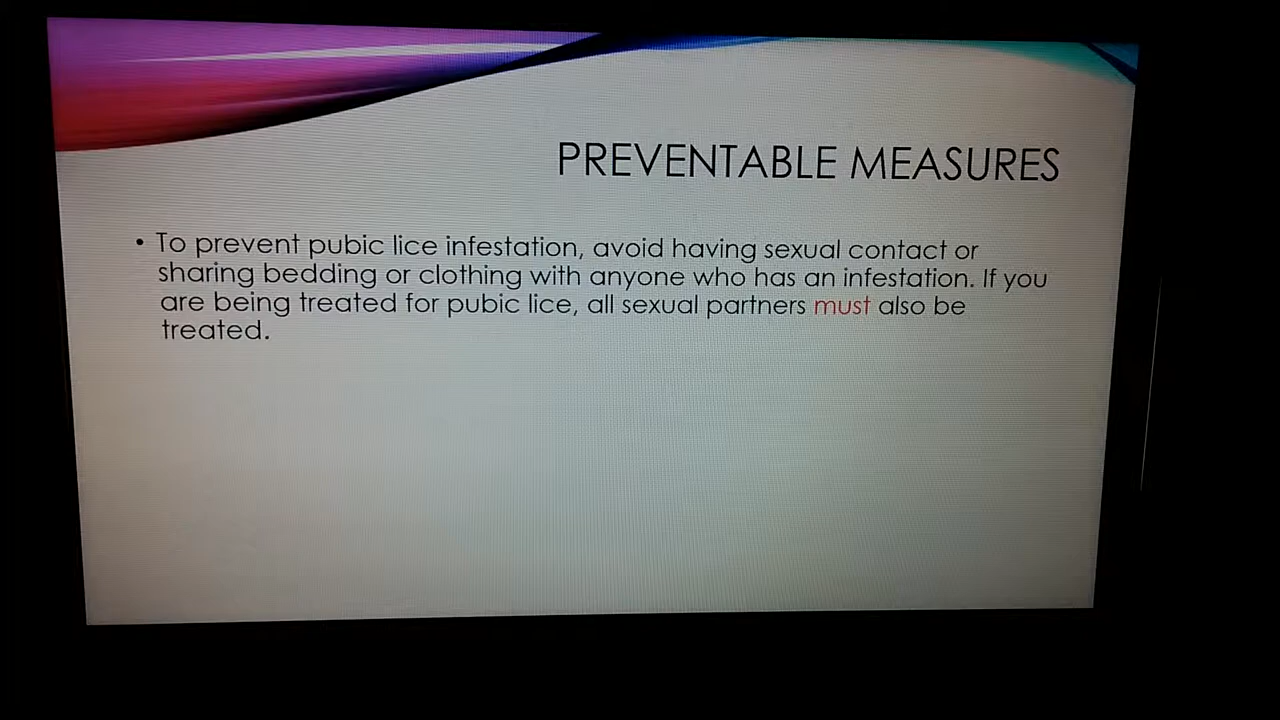 PREVENTABLE MEASURES
• To prevent pubic lice infestation, avoid having sexual contact or
sharing bedding or clothing with anyone who has an infestation. If you
are being treated for pubic lice, all sexual partners must also be
treated.